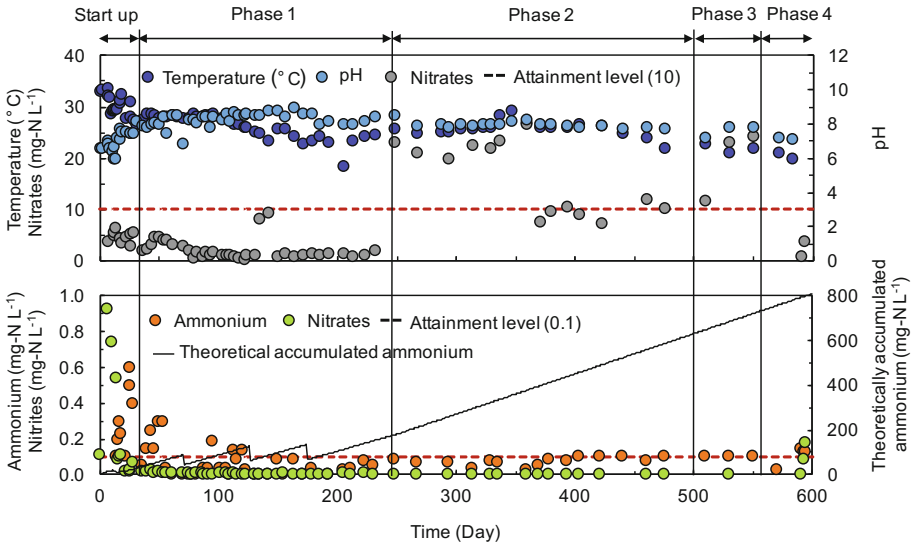 Start up Phase 1 Phase 2 Phase 3 Phase 4
40 12
Temperature (°C) pH Nitrates Attainment level (10)
30 10
20 8
10 6
4
2
0 0
Temperature (°C)
Nitrates (mg-N L-1)
pH
1.0 800
Ammonium Nitrates Attainment level (0.1)
Theoretical accumulated ammonium
0.8
0.6 600
0.4 400
0.2 200
0.0 0
Ammonium (mg-N L-1)
Nitrites (mg-N L-1)
Theoretically accumulated
ammonium (mg-NL-1)
0 100 200 300 400 500 600
Time (Day)